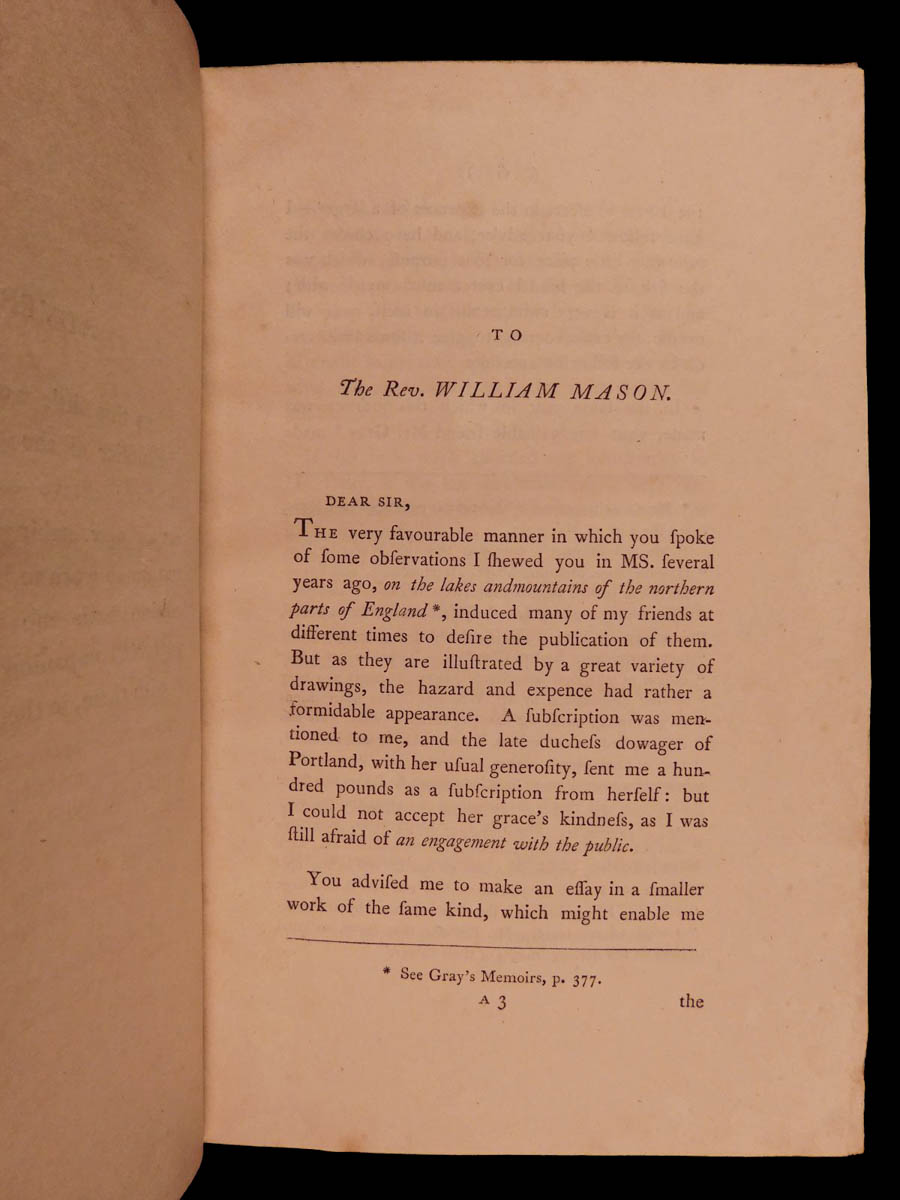 TO
The Rev. WILLIAM MASON.
DEAR SIR,
THE very favourable manner in which you ſpoke
of ſome obſervations I ſhewed you in MS. ſeveral
years ago, on the lakes andmountains of the northern
parts of England *, induced many of my friends at
different times to deſire the publication of them.
But as they are illuſtrated by a great variety of
drawings, the hazard and expence had rather a
formidable appearance. A ſubſcription was men-
tioned to me, and the late ducheſs dowager of
Portland, with her uſual generoſity, ſent me a hun-
dred pounds as a ſubſcription from herſelf: but
I could not accept her grace's kindneſs, as I was
ſtill afraid of an engagement with the public.
You adviſed me to make an eſſay in a ſmaller
work of the ſame kind, which might enable me
* See Gray's Memoirs, p. 377.
A 3 the